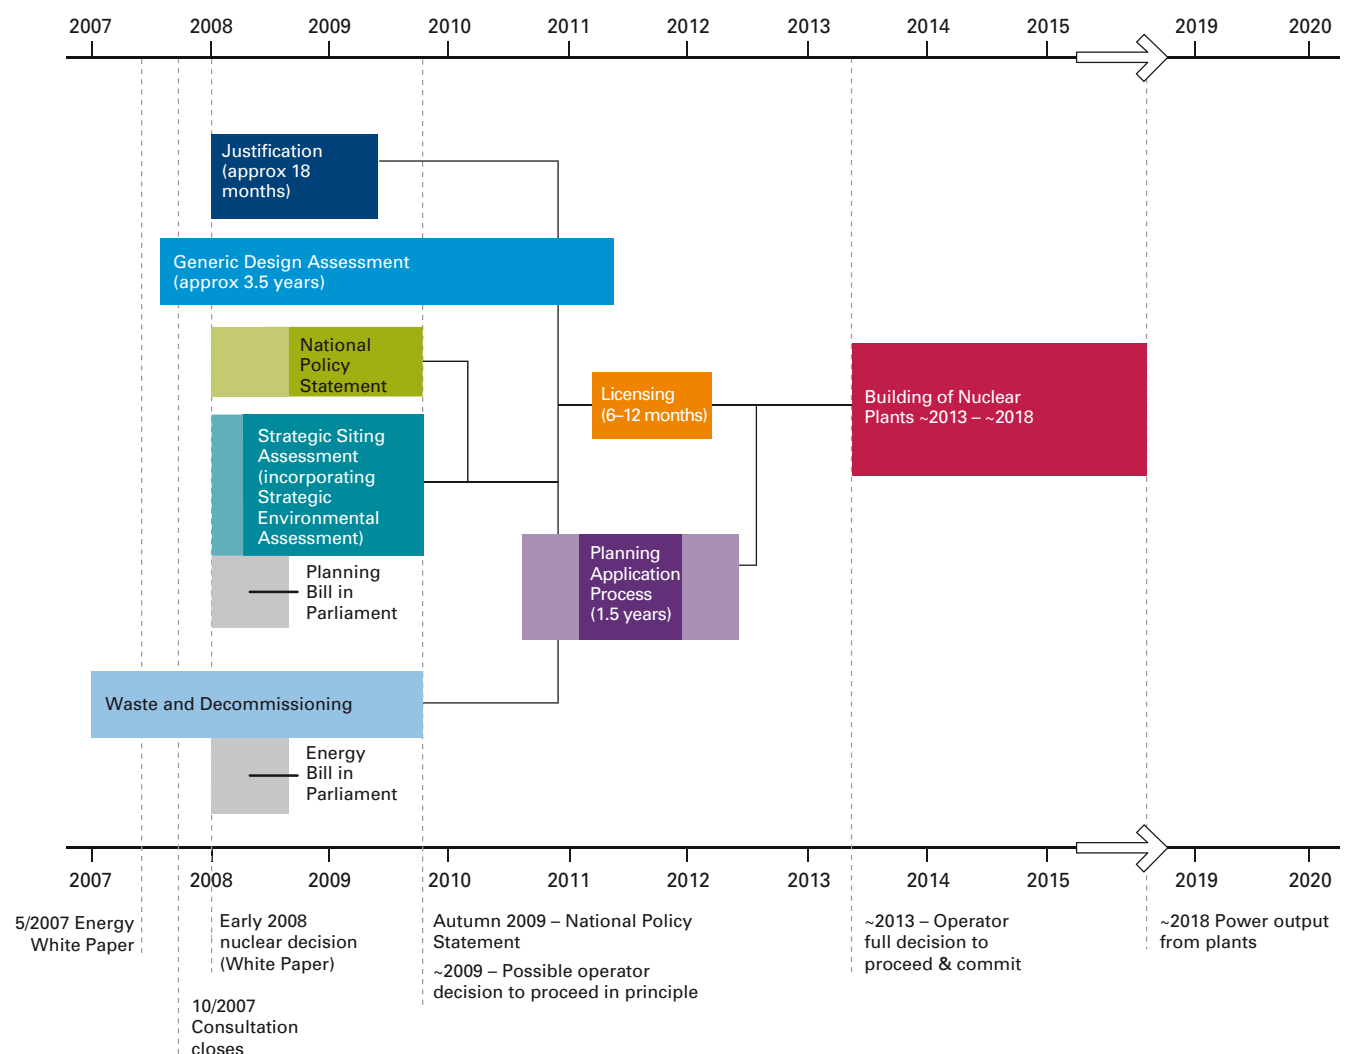 2007 2008 2009 2010 2011 2012 2013 2014 2015 2019 2020
Justification
(approx 18
months)
Generic Design Assessment
(approx 3.5 years)
National
Policy
Statement
Strategic Siting
Assessment
(incorporating
Strategic
Environmental
Assessment)
Planning
Bill in
Parliament
Licensing
(6–12 months)
Building of Nuclear
Plants ~2013 – ~2018
Planning
Application
Process
(1.5 years)
Waste and Decommissioning
Energy
Bill in
Parliament
2007 2008 2009 2010 2011 2012 2013 2014 2015 2019 2020
5/2007 Energy
White Paper
10/2007
Consultation
closes
Early 2008
nuclear decision
(White Paper)
Autumn 2009 – National Policy
Statement
~2009 – Possible operator
decision to proceed in principle
~2013 – Operator
full decision to
proceed & commit
~2018 Power output
from plants